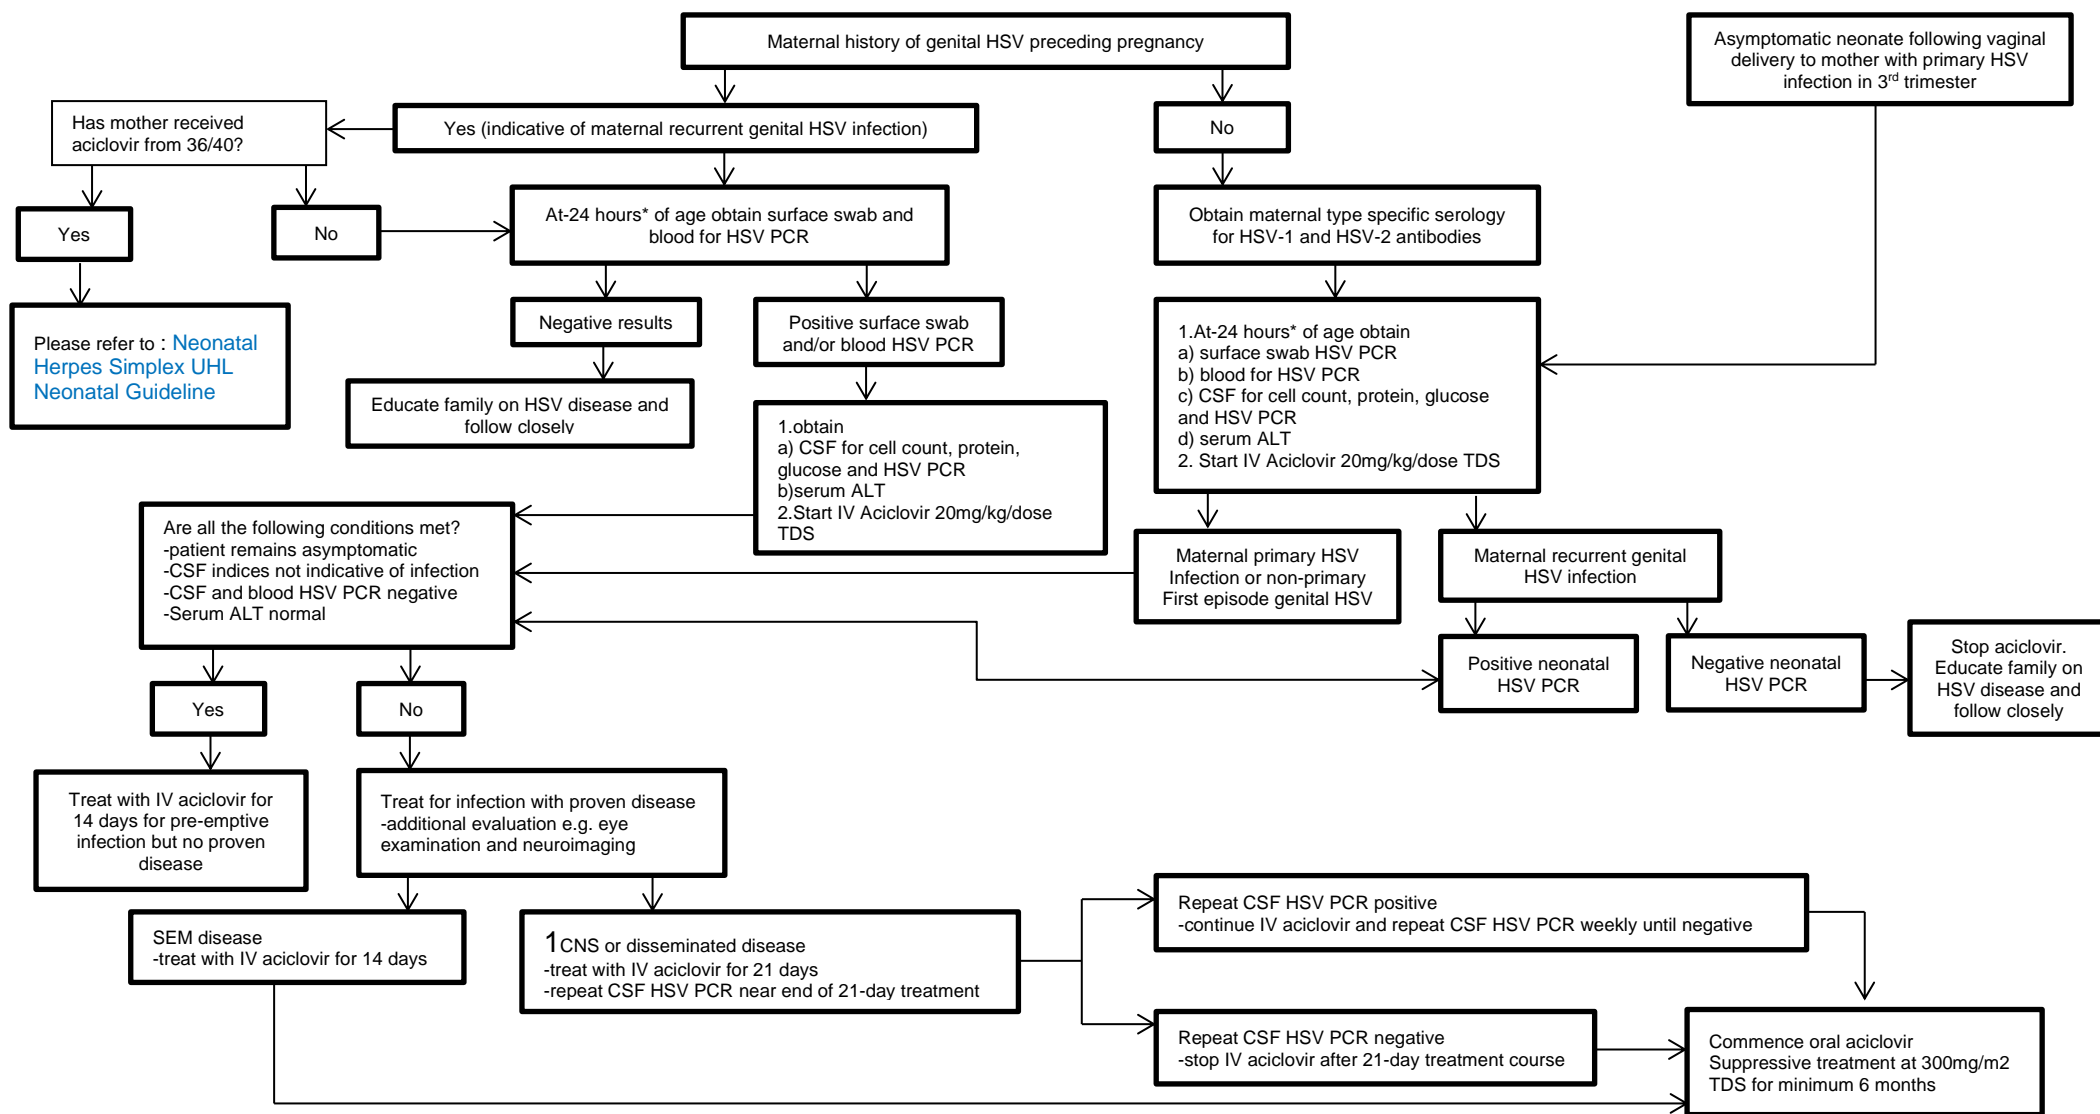 Maternal history of genital HSV preceding pregnancy
Asymptomatic neonate following vaginal
delivery to mother with primary HSV
infection in 3rd trimester
Has mother received
aciclovir from 36/40?
Yes (indicative of maternal recurrent genital HSV infection)
No
Yes
No
At-24 hours* of age obtain surface swab and
blood for HSV PCR
Obtain maternal type specific serology
for HSV-1 and HSV-2 antibodies
Please refer to : Neonatal
Herpes Simplex UHL
Neonatal Guideline
Negative results
Positive surface swab
and/or blood HSV PCR
1.At-24 hours* of age obtain
a) surface swab HSV PCR
b) blood for HSV PCR
c) CSF for cell count, protein, glucose
and HSV PCR
d) serum ALT
2. Start IV Aciclovir 20mg/kg/dose TDS
Educate family on HSV disease and
follow closely
1.obtain
a) CSF for cell count, protein,
glucose and HSV PCR
b)serum ALT
2.Start IV Aciclovir 20mg/kg/dose
TDS
Are all the following conditions met?
-patient remains asymptomatic
-CSF indices not indicative of infection
-CSF and blood HSV PCR negative
-Serum ALT normal
Maternal primary HSV
Infection or non-primary
First episode genital HSV
Maternal recurrent genital
HSV infection
Positive neonatal
HSV PCR
Negative neonatal
HSV PCR
Stop aciclovir.
Educate family on
HSV disease and
follow closely
Yes
No
Treat with IV aciclovir for
14 days for pre-emptive
infection but no proven
disease
Treat for infection with proven disease
-additional evaluation e.g. eye
examination and neuroimaging
SEM disease
-treat with IV aciclovir for 14 days
1CNS or disseminated disease
-treat with IV aciclovir for 21 days
-repeat CSF HSV PCR near end of 21-day treatment
Repeat CSF HSV PCR positive
-continue IV aciclovir and repeat CSF HSV PCR weekly until negative
Repeat CSF HSV PCR negative
-stop IV aciclovir after 21-day treatment course
Commence oral aciclovir
Suppressive treatment at 300mg/m2
TDS for minimum 6 months